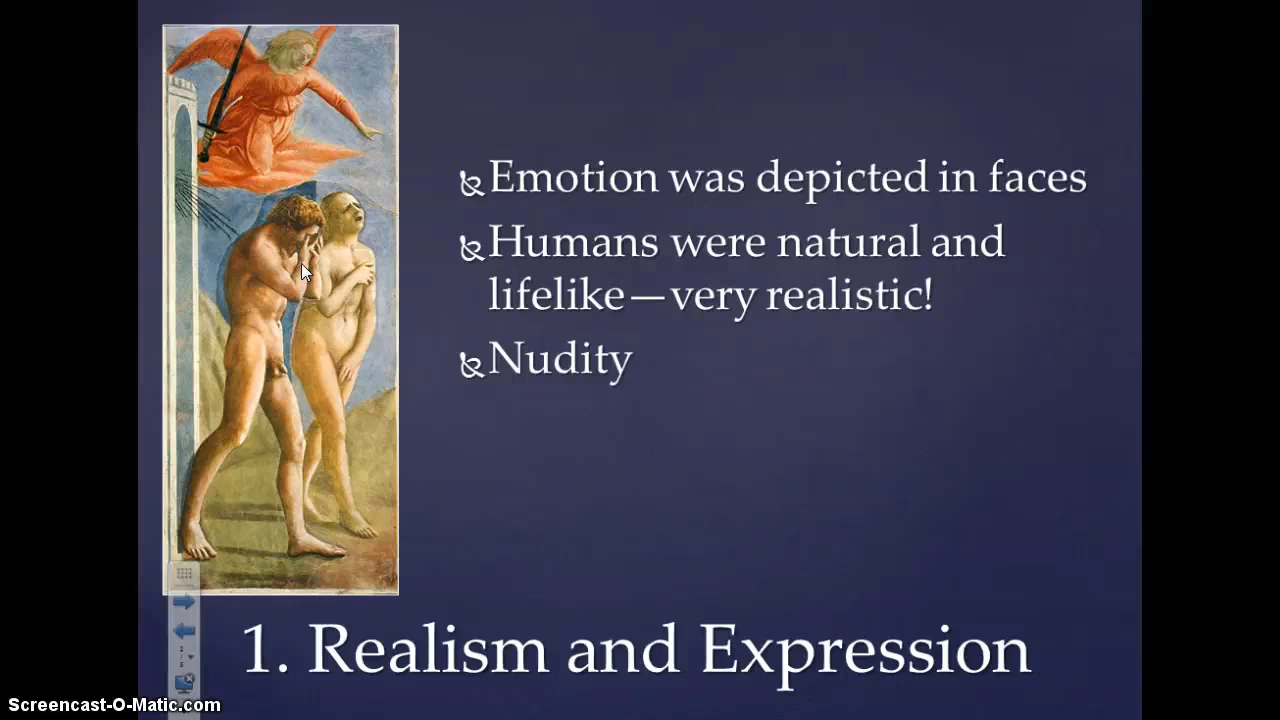 Emotion was depicted in faces
Humans were natural and
lifelike—very realistic!
Nudity
1. Realism and Expression
2
/
Screencast-O-Matic.com